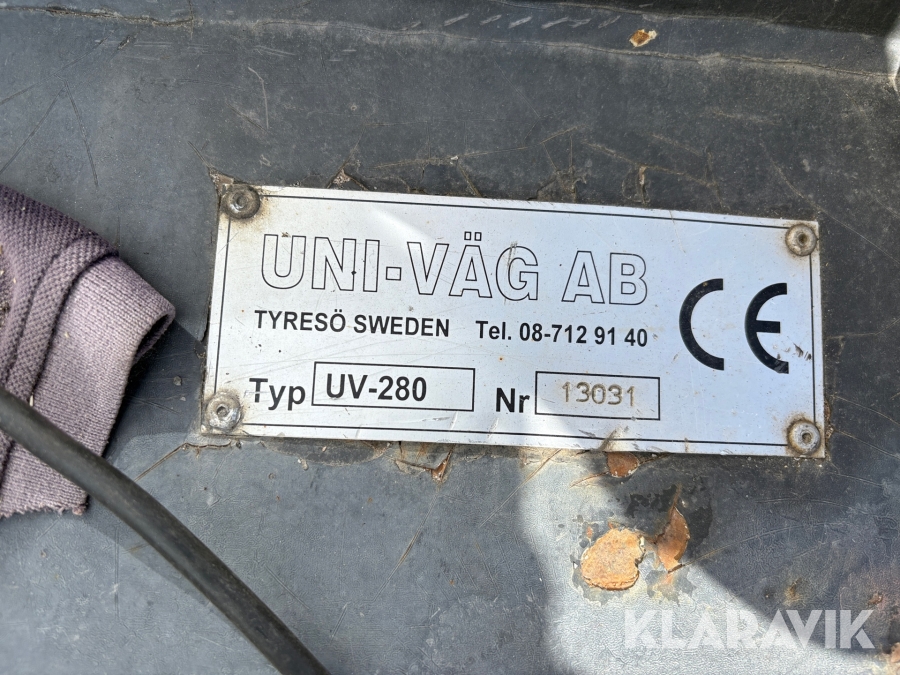 UNI-VÄG AB
TYRESÖ SWEDEN Tel. 08-712 91 40
CE
Typ UV-280 Nr 13031
KLARAVIK